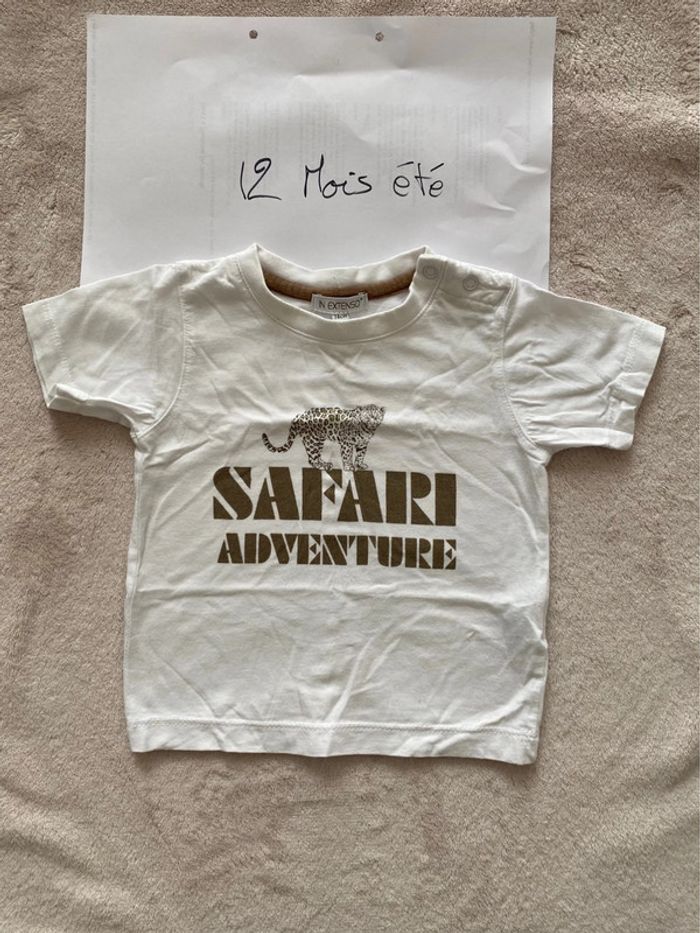 12 Mois été
IN EXTENSO
SAFARI
ADVENTURE